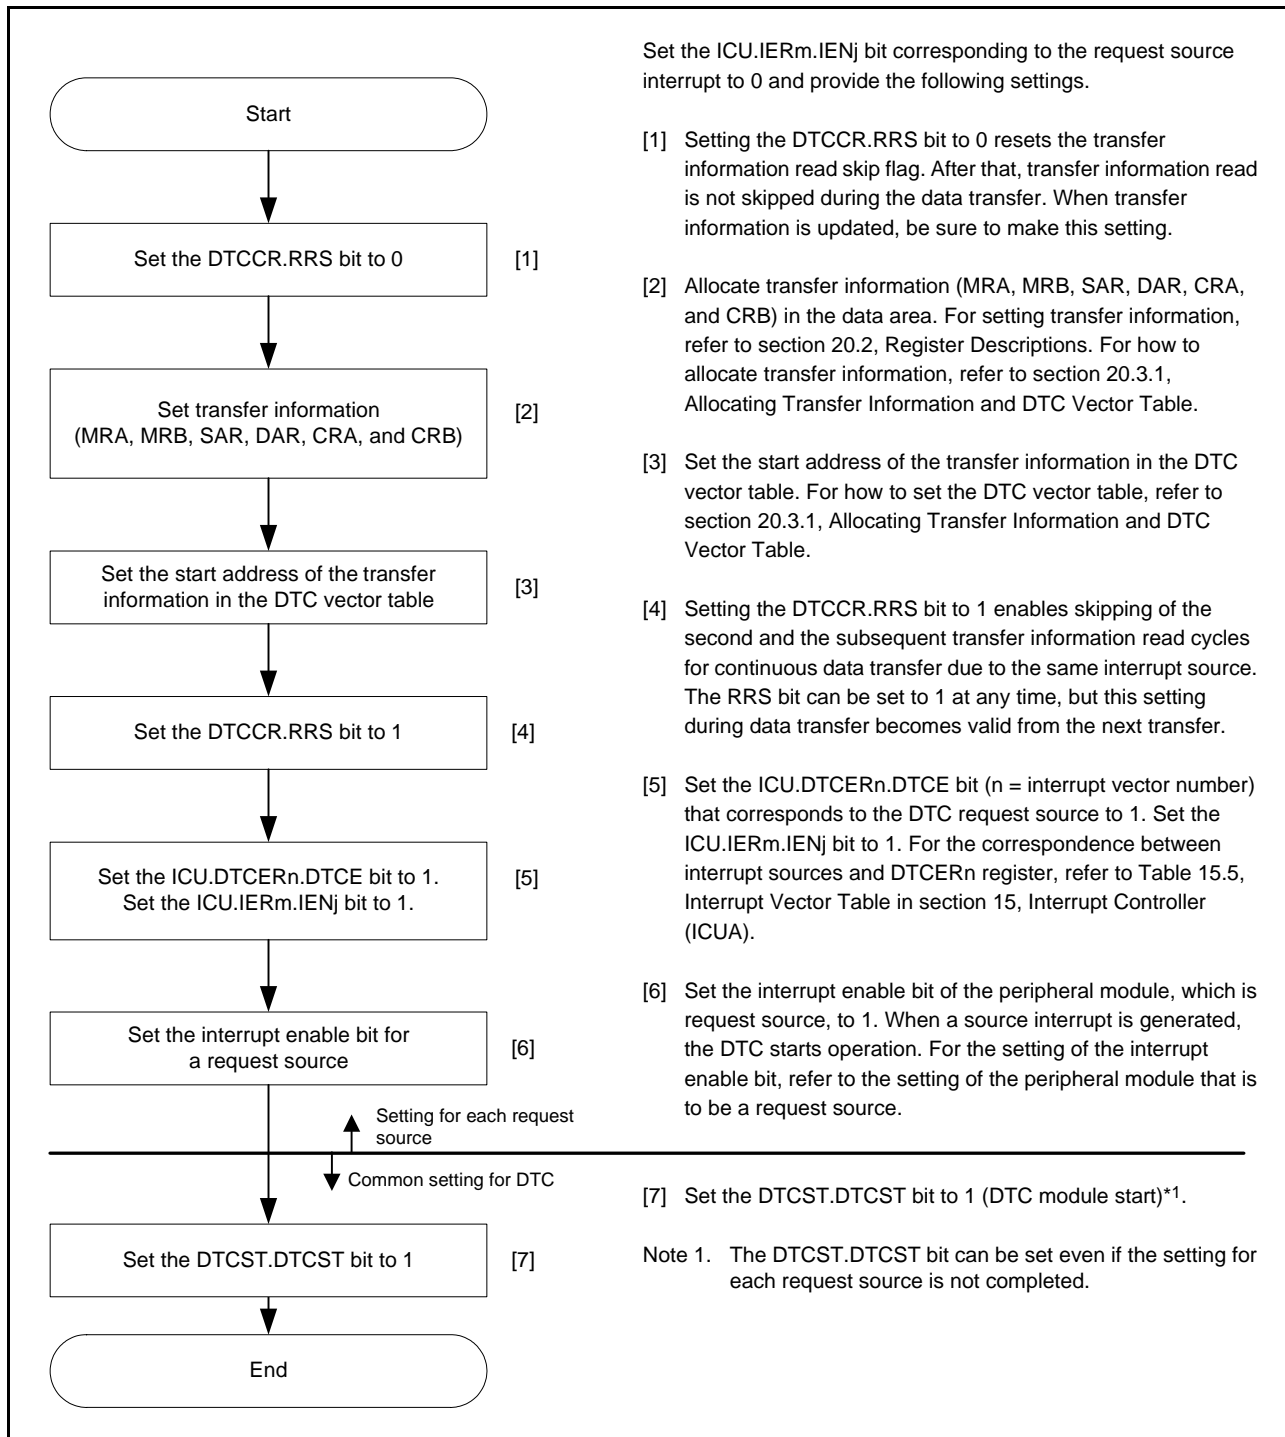 Start
Set the DTCCR.RRS bit to 0
[1]
Set transfer information
(MRA, MRB, SAR, DAR, CRA, and CRB)
[2]
Set the start address of the transfer
information in the DTC vector table
[3]
Set the DTCCR.RRS bit to 1
[4]
Set the ICU.DTCERn.DTCE bit to 1.
Set the ICU.IERm.IENj bit to 1.
[5]
Set the interrupt enable bit for
a request source
[6]
Setting for each request
source
Common setting for DTC
Set the DTCST.DTCST bit to 1
[7]
End
Set the ICU.IERm.IENj bit corresponding to the request source
interrupt to 0 and provide the following settings.
[1] Setting the DTCCR.RRS bit to 0 resets the transfer
information read skip flag. After that, transfer information read
is not skipped during the data transfer. When transfer
information is updated, be sure to make this setting.
[2] Allocate transfer information (MRA, MRB, SAR, DAR, CRA,
and CRB) in the data area. For setting transfer information,
refer to section 20.2, Register Descriptions. For how to
allocate transfer information, refer to section 20.3.1,
Allocating Transfer Information and DTC Vector Table.
[3] Set the start address of the transfer information in the DTC
vector table. For how to set the DTC vector table, refer to
section 20.3.1, Allocating Transfer Information and DTC
Vector Table.
[4] Setting the DTCCR.RRS bit to 1 enables skipping of the
second and the subsequent transfer information read cycles
for continuous data transfer due to the same interrupt source.
The RRS bit can be set to 1 at any time, but this setting
during data transfer becomes valid from the next transfer.
[5] Set the ICU.DTCERn.DTCE bit (n = interrupt vector number)
that corresponds to the DTC request source to 1. Set the
ICU.IERm.IENj bit to 1. For the correspondence between
interrupt sources and DTCERn register, refer to Table 15.5,
Interrupt Vector Table in section 15, Interrupt Controller
(ICUA).
[6] Set the interrupt enable bit of the peripheral module, which is
request source, to 1. When a source interrupt is generated,
the DTC starts operation. For the setting of the interrupt
enable bit, refer to the setting of the peripheral module that is
to be a request source.
[7] Set the DTCST.DTCST bit to 1 (DTC module start)*1.
Note 1. The DTCST.DTCST bit can be set even if the setting for
each request source is not completed.